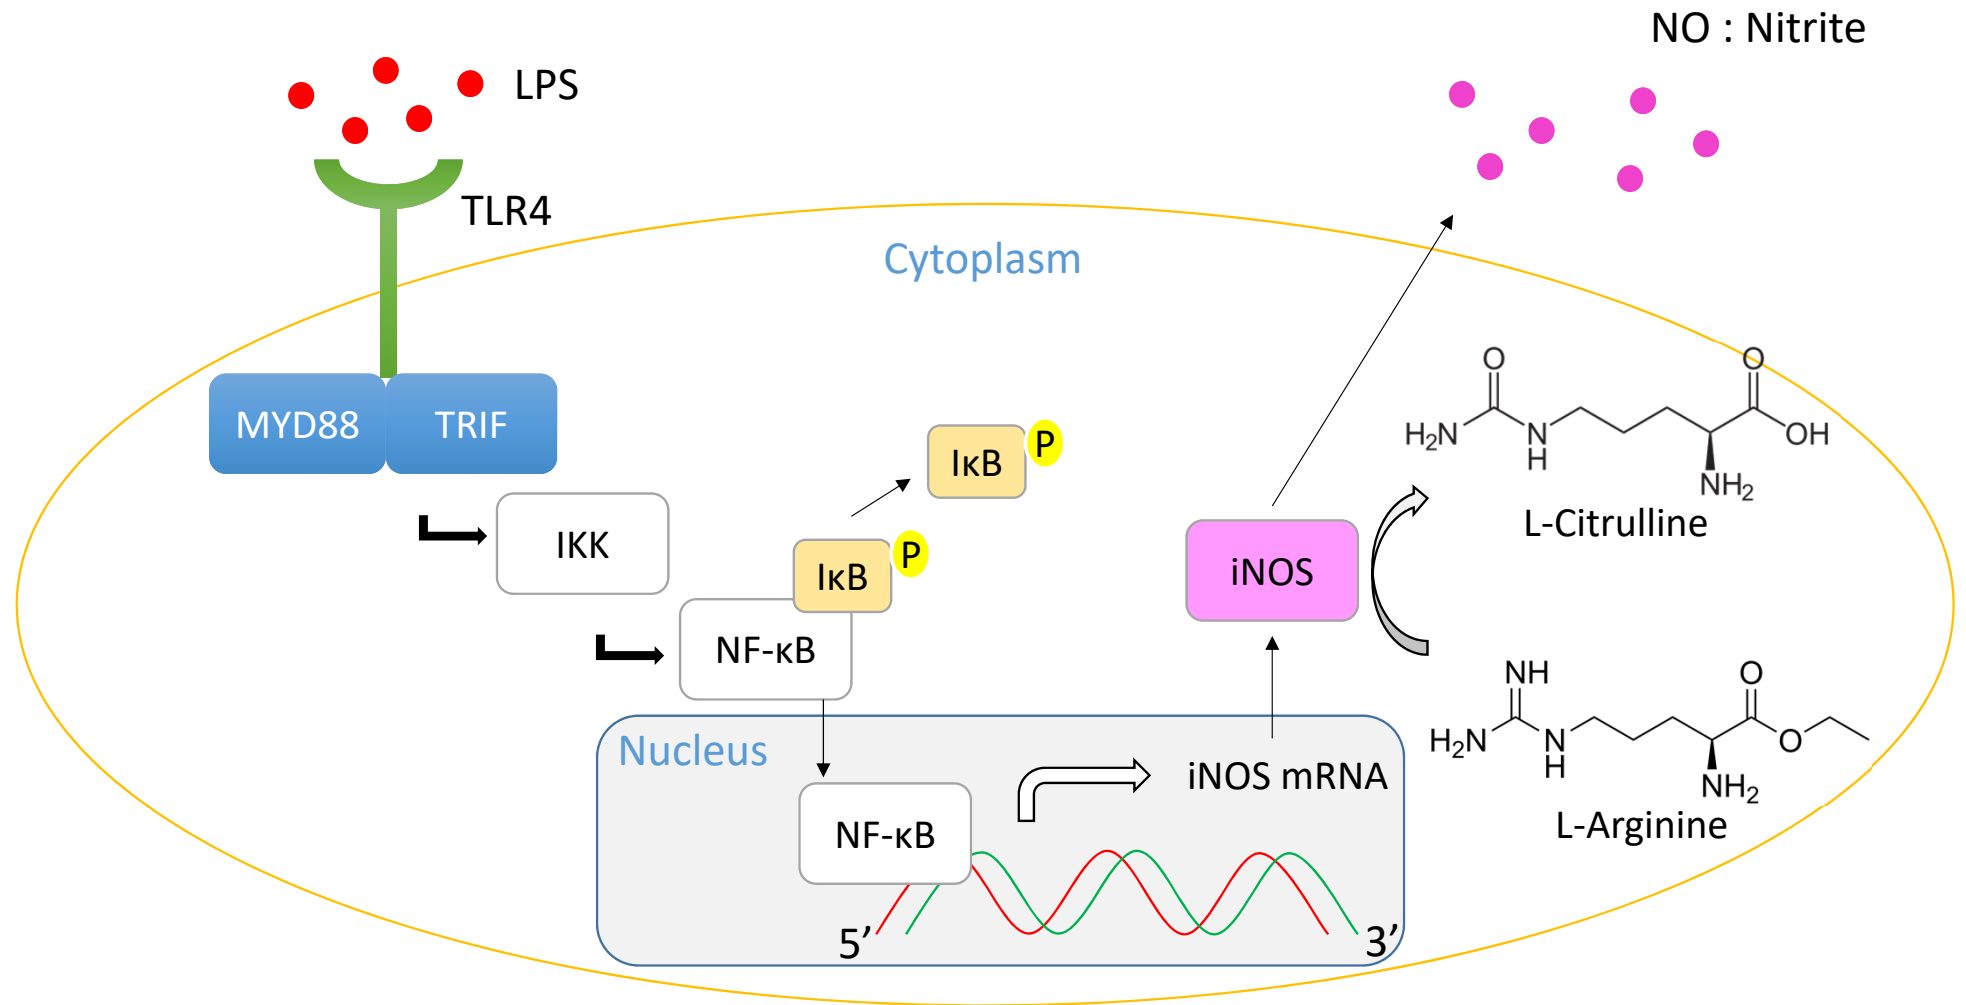 NO : Nitrite
LPS
TLR4
Cytoplasm
MYD88
TRIF
IκB
P
IKK
IκB
P
NF-κB
iNOS
O
O
H₂N
N
H
OH
NH₂
L-Citrulline
NH
O
H₂N
N
H
O
NH₂
L-Arginine
Nucleus
iNOS mRNA
NF-κB
5’
3’